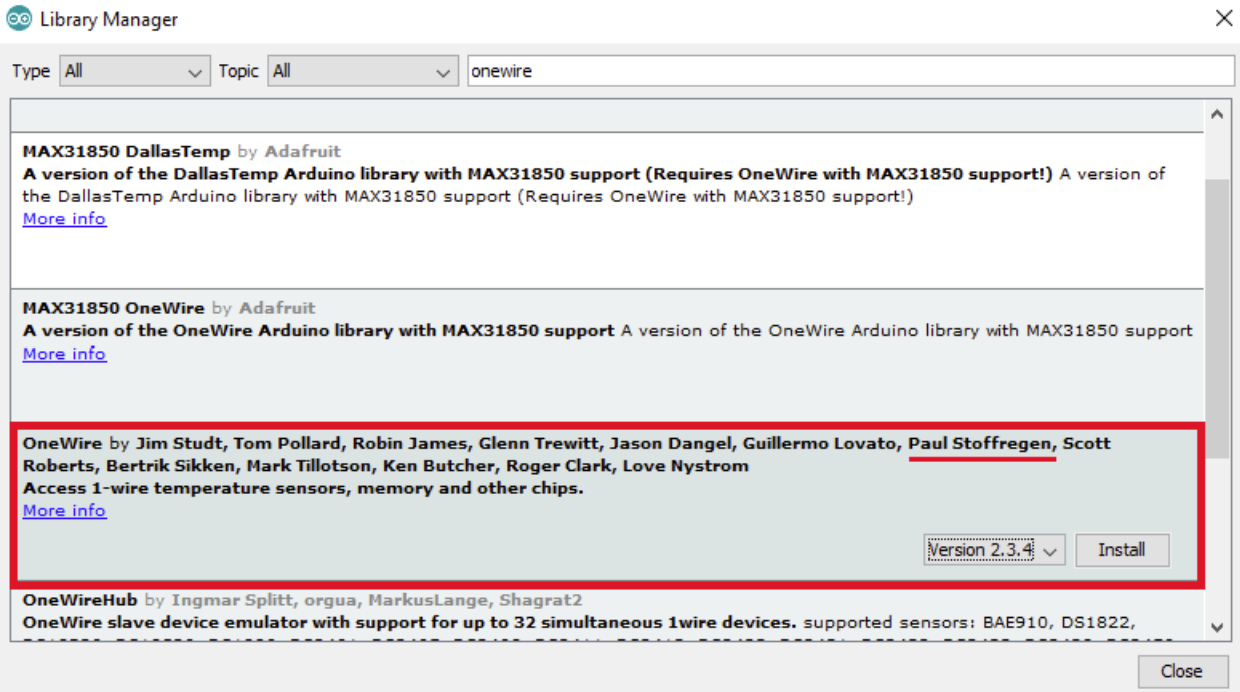 Library Manager
Type All Topic All onewire
MAX31850 DallasTemp by Adafruit
A version of the DallasTemp Arduino library with MAX31850 support (Requires OneWire with MAX31850 support!) A version of
the DallasTemp Arduino library with MAX31850 support (Requires OneWire with MAX31850 support!)
More info
MAX31850 OneWire by Adafruit
A version of the OneWire Arduino library with MAX31850 support A version of the OneWire Arduino library with MAX31850 support
More info
OneWire by Jim Studt, Tom Pollard, Robin James, Glenn Trewitt, Jason Dangel, Guillermo Lovato, Paul Stoffregen, Scott
Roberts, Bertrik Sikken, Mark Tillotson, Ken Butcher, Roger Clark, Love Nystrom
Access 1-wire temperature sensors, memory and other chips.
More info
Version 2.3.4 Install
OneWireHub by Ingmar Splitt, orgua, MarkusLange, Shagrat2
OneWire slave device emulator with support for up to 32 simultaneous 1wire devices. supported sensors: BAE910, DS1822,
Close